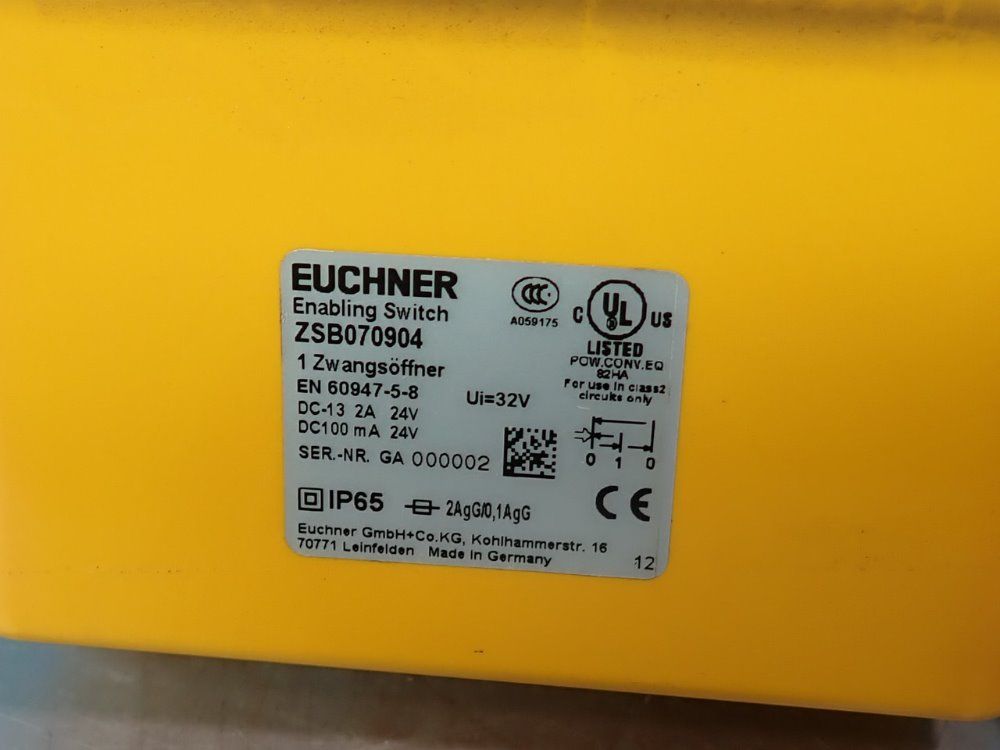 EUCHNER
Enabling Switch
ZSB070904
1 Zwangsöffner
EN 60947-5-8
Ui=32V
DC-13 2A 24V
DC100 mA 24V
SER.-NR. GA 000002
CCC
A059175
C UL US
LISTED
POW.CONV.EQ
82HA
For use in class2
circuits only
0 1 0
IP65
2AgG/0,1AgG
CE
Euchner GmbH+Co.KG, Kohlhammerstr. 16
70771 Leinfelden Made in Germany
12